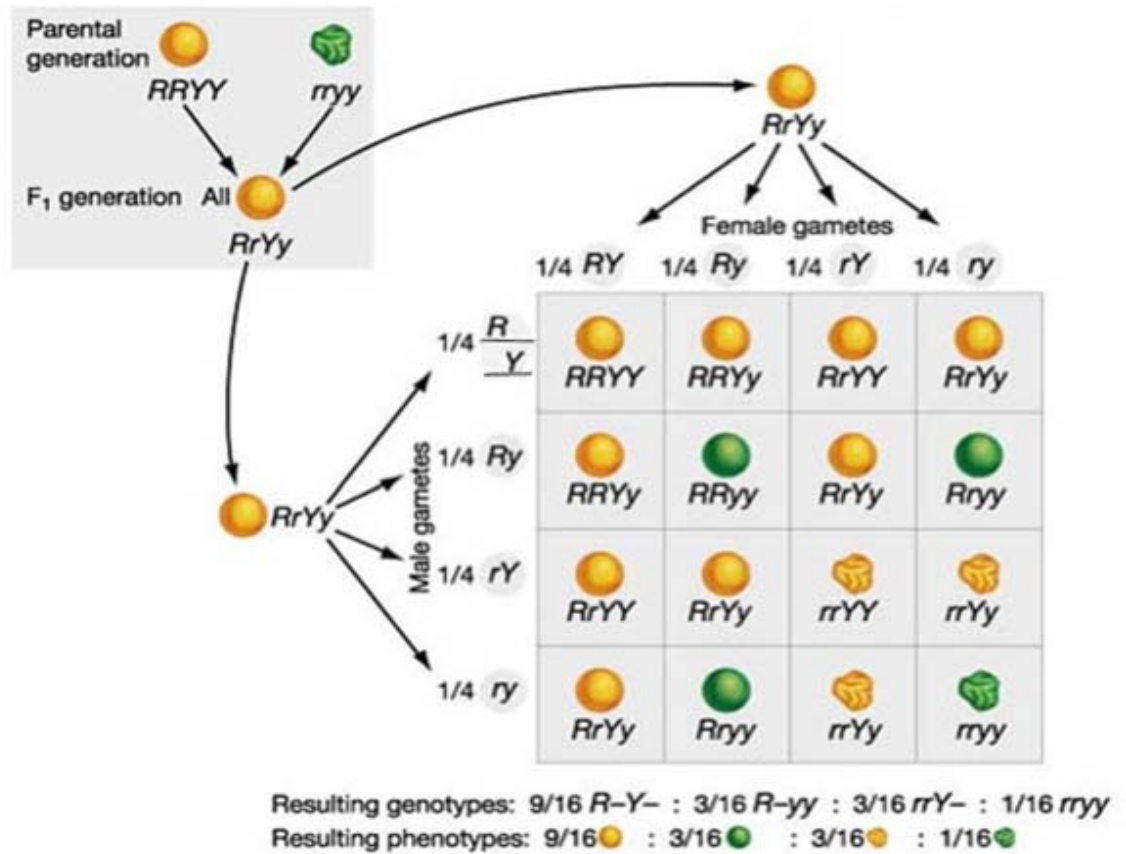 Parental
generation
RRYY
rryy
F₁ generation All
RrYy
RrYy
Female gametes
1/4 RY 1/4 Ry 1/4 rY 1/4 ry
Male gametes
1/4 R
Y
RRYY RRYy RrYY RrYy
1/4 Ry
RRYy RRyy RrYy Rryy
RrYy
1/4 rY
RrYY RrYy rrYY rrYy
1/4 ry
RrYy Rryy rrYy rryy
Resulting genotypes: 9/16 R–Y– : 3/16 R–yy : 3/16 rrY– : 1/16 rryy
Resulting phenotypes: 9/16 : 3/16 : 3/16 : 1/16